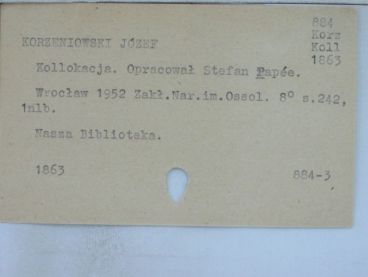 884
Korz
Koll
1863
KORZENIOWSKI JÓZEF
Kollokacja. Opracował Stefan Papée.
Wrocław 1952 Zakł.Nar.im.Ossol. 8° s.242,
1nlb.
Nasza Biblioteka.
1863 884-3